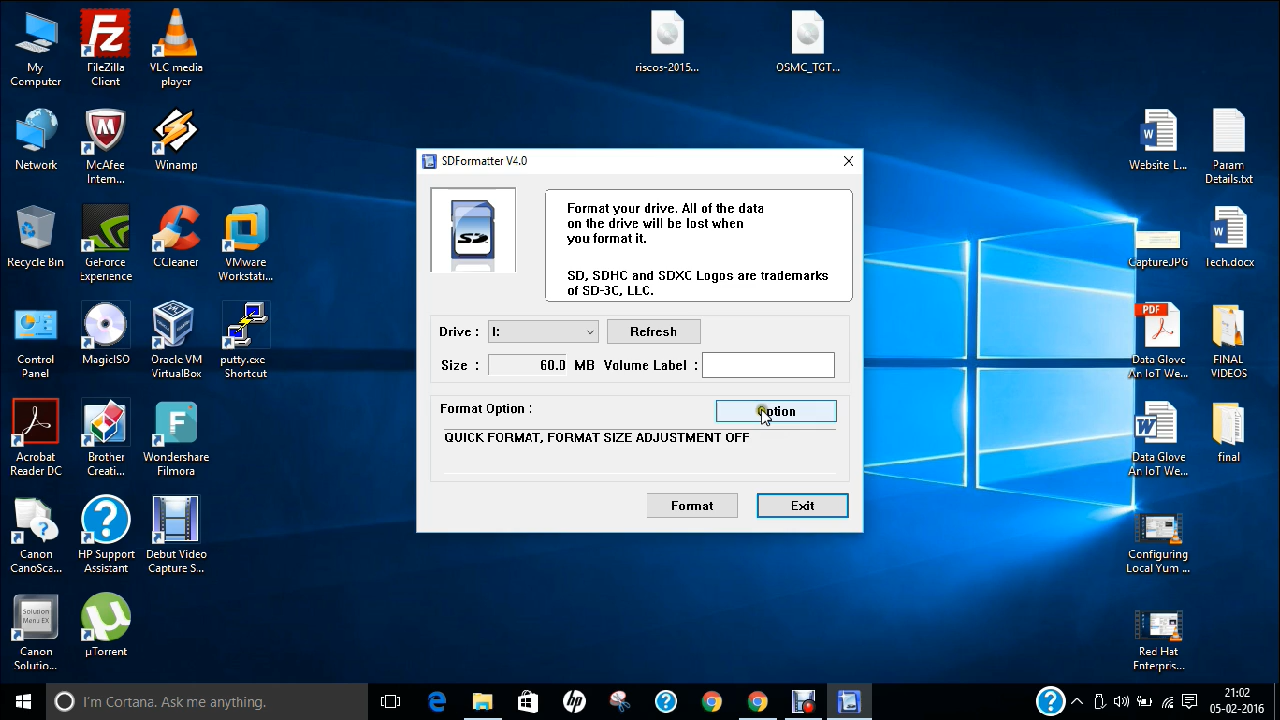 My
Computer
FileZilla
Client
VLC media
player
riscos-2015...
OSMC_TGT...
Network
McAfee
Intern...
Winamp
Website L...
Param
Details.txt
SDFormatter V4.0
Format your drive. All of the data
on the drive will be lost when
you format it.
SD, SDHC and SDXC Logos are trademarks
of SD-3C, LLC.
Recycle Bin
GeForce
Experience
CCleaner
VMware
Workstati...
Capture.JPG
Tech.docx
Drive :
I:
Refresh
Size :
60.0 MB
Volume Label :
Control
Panel
MagicISO
Oracle VM
VirtualBox
putty.exe -
Shortcut
PDF
Data Glove
An IoT We...
FINAL
VIDEOS
Format Option :
QUICK FORMAT, FORMAT SIZE ADJUSTMENT OFF
Format
Exit
Acrobat
Reader DC
Brother
Creati...
Wondershare
Filmora
Data Glove
An IoT We...
final
Canon
CanoSca...
HP Support
Assistant
Debut Video
Capture S...
Configuring
Local Yum ...
Solution
Menu EX
Canon
Solutio...
µTorrent
Red Hat
Enterpris...
I'm Cortana. Ask me anything.
21:02
05-02-2016